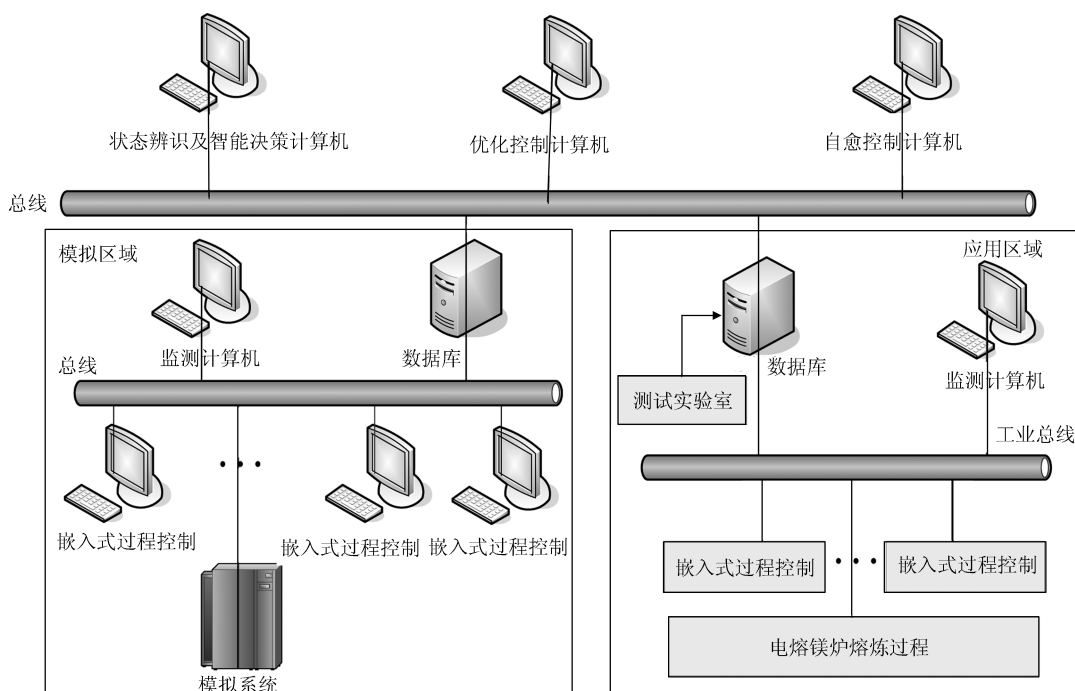 状态辨识及智能决策计算机
优化控制计算机
自愈控制计算机
总线
模拟区域
应用区域
监测计算机
数据库
数据库
监测计算机
总线
测试实验室
工业总线
嵌入式过程控制
嵌入式过程控制
嵌入式过程控制
嵌入式过程控制
嵌入式过程控制
电熔镁炉熔炼过程
模拟系统